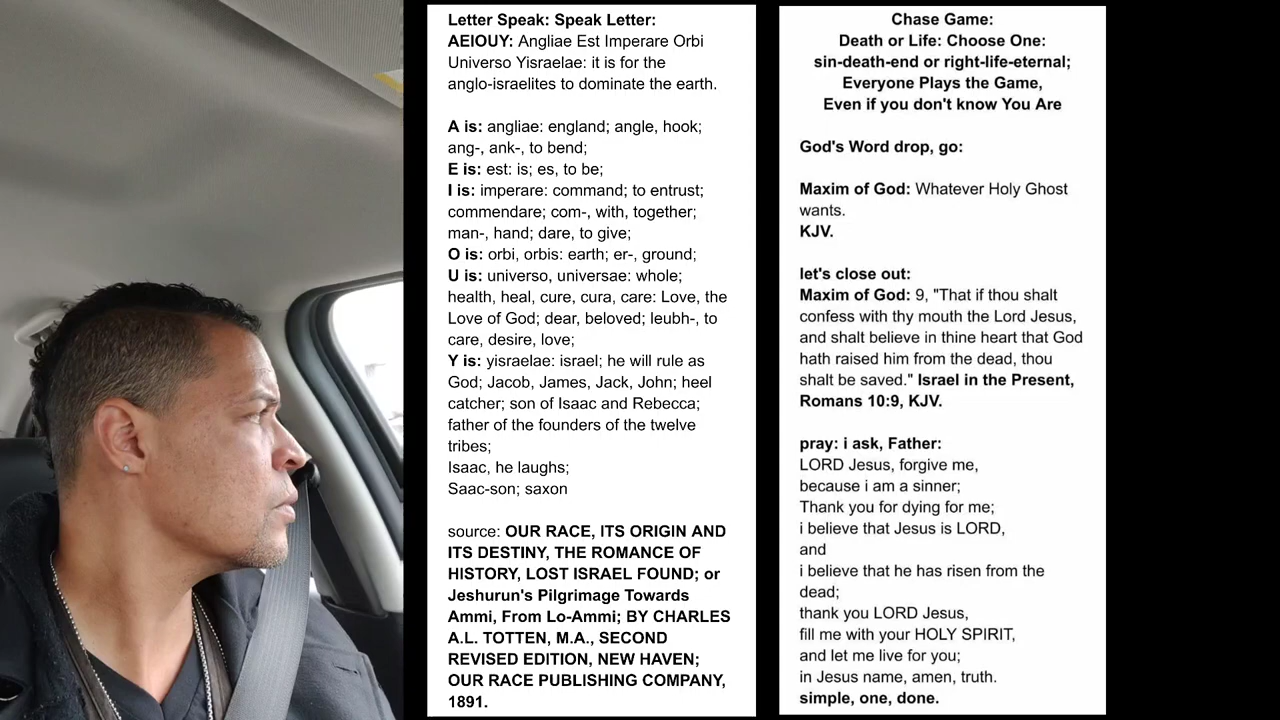 Letter Speak: Speak Letter:
AEIOUY: Angliae Est Imperare Orbi
Universo Yisraelae: it is for the
anglo-israelites to dominate the earth.
A is: angliae: england; angle, hook;
ang-, ank-, to bend;
E is: est: is; es, to be;
I is: imperare: command; to entrust;
commendare; com-, with, together;
man-, hand; dare, to give;
O is: orbi, orbis: earth; er-, ground;
U is: universo, universae: whole;
health, heal, cure, cura, care: Love, the
Love of God; dear, beloved; leubh-, to
care, desire, love;
Y is: yisraelae: israel; he will rule as
God; Jacob, James, Jack, John; heel
catcher; son of Isaac and Rebecca;
father of the founders of the twelve
tribes;
Isaac, he laughs;
Saac-son; saxon
source: OUR RACE, ITS ORIGIN AND
ITS DESTINY, THE ROMANCE OF
HISTORY, LOST ISRAEL FOUND; or
Jeshurun's Pilgrimage Towards
Ammi, From Lo-Ammi; BY CHARLES
A.L. TOTTEN, M.A., SECOND
REVISED EDITION, NEW HAVEN;
OUR RACE PUBLISHING COMPANY,
1891.
Chase Game:
Death or Life: Choose One:
sin-death-end or right-life-eternal;
Everyone Plays the Game,
Even if you don't know You Are
God's Word drop, go:
Maxim of God: Whatever Holy Ghost
wants.
KJV.
let's close out:
Maxim of God: 9, "That if thou shalt
confess with thy mouth the Lord Jesus,
and shalt believe in thine heart that God
hath raised him from the dead, thou
shalt be saved." Israel in the Present,
Romans 10:9, KJV.
pray: i ask, Father:
LORD Jesus, forgive me,
because i am a sinner;
Thank you for dying for me;
i believe that Jesus is LORD,
and
i believe that he has risen from the
dead;
thank you LORD Jesus,
fill me with your HOLY SPIRIT,
and let me live for you;
in Jesus name, amen, truth.
simple, one, done.